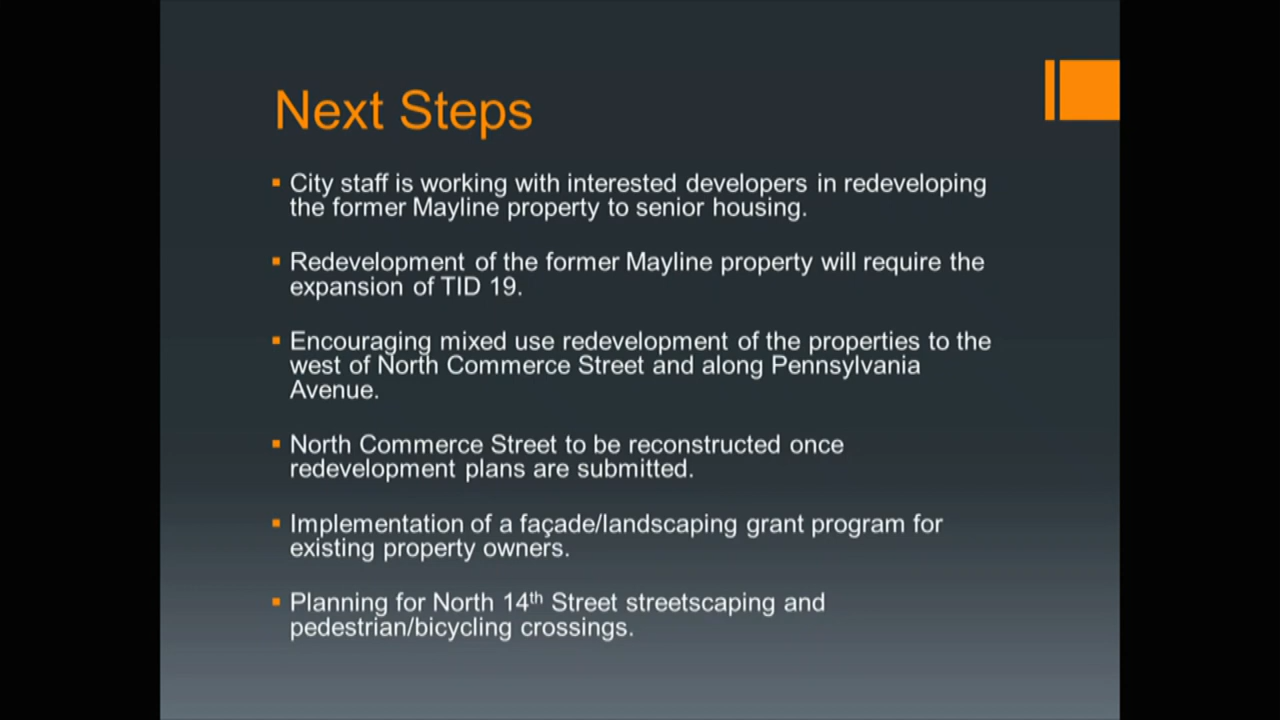 Next Steps
▪ City staff is working with interested developers in redeveloping
the former Mayline property to senior housing.
▪ Redevelopment of the former Mayline property will require the
expansion of TID 19.
▪ Encouraging mixed use redevelopment of the properties to the
west of North Commerce Street and along Pennsylvania
Avenue.
▪ North Commerce Street to be reconstructed once
redevelopment plans are submitted.
▪ Implementation of a façade/landscaping grant program for
existing property owners.
▪ Planning for North 14th Street streetscaping and
pedestrian/bicycling crossings.